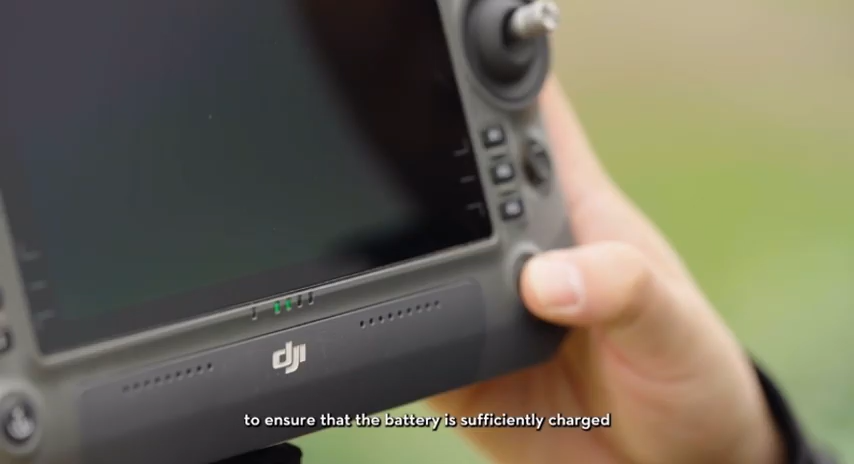 dji
to ensure that the battery is sufficiently charged